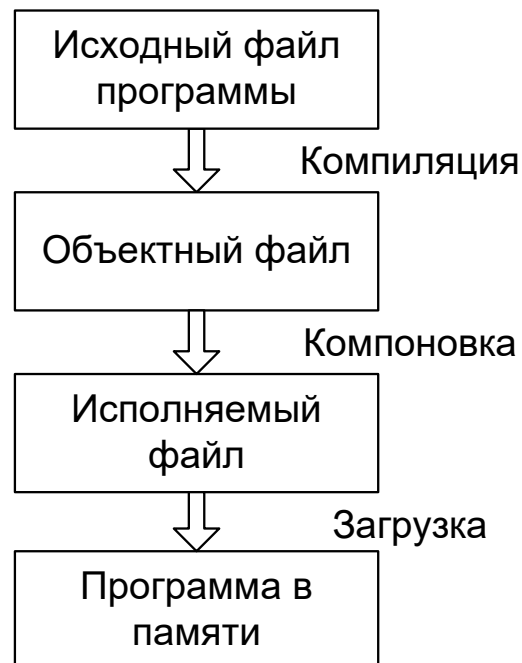 Исходный файл
программы
Компиляция
Объектный файл
Компоновка
Исполняемый
файл
Загрузка
Программа в
памяти